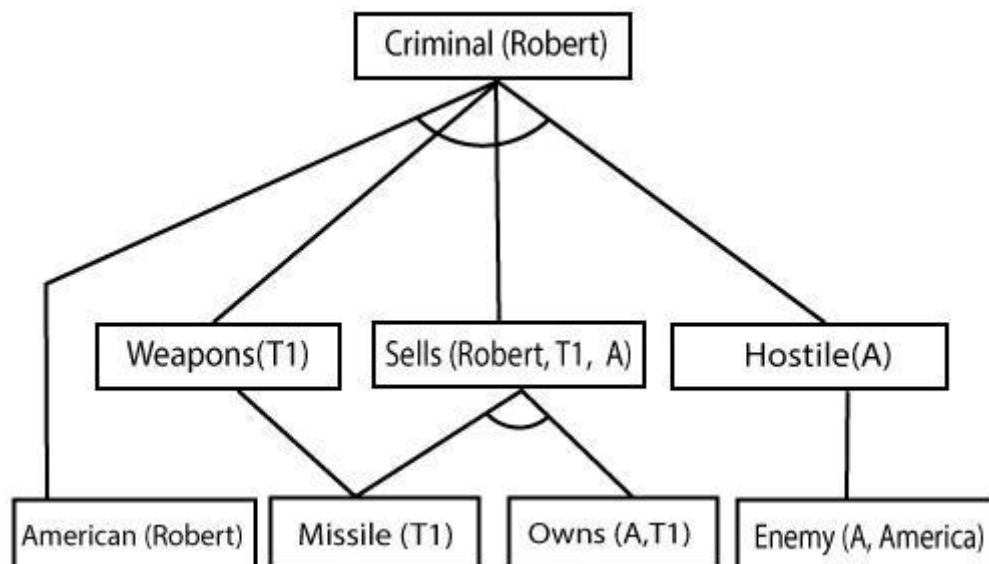 Criminal (Robert)
Weapons(T1)
Sells (Robert, T1, A)
Hostile(A)
American (Robert)
Missile (T1)
Owns (A,T1)
Enemy (A, America)